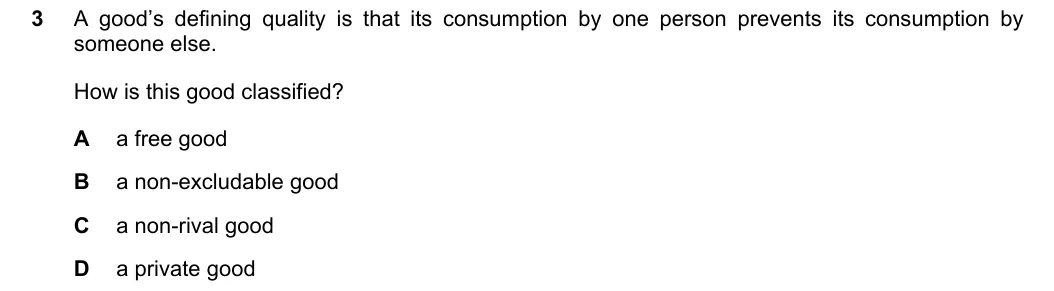 3 A good’s defining quality is that its consumption by one person prevents its consumption by
someone else.
How is this good classified?
A a free good
B a non-excludable good
C a non-rival good
D a private good